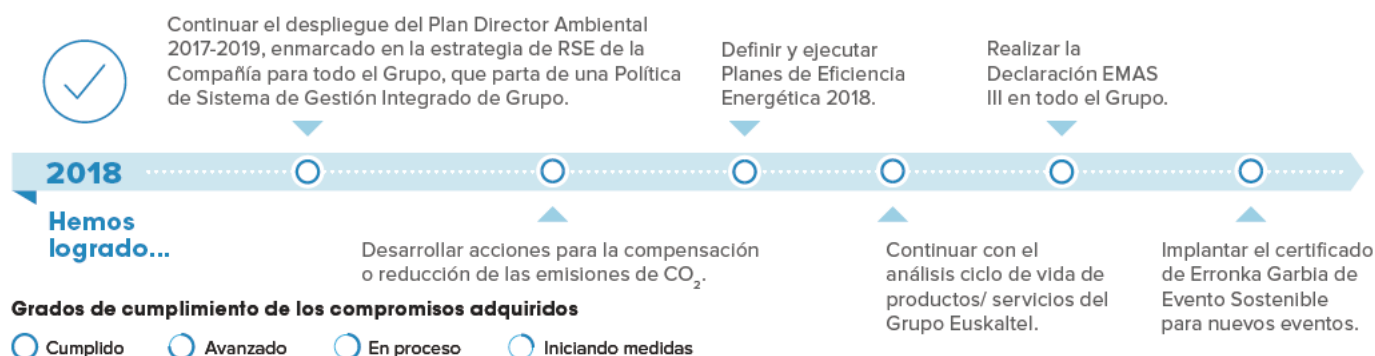 Continuar el despliegue del Plan Director Ambiental
2017-2019, enmarcado en la estrategia de RSE de la
Compañía para todo el Grupo, que parta de una Política
de Sistema de Gestión Integrado de Grupo.
Definir y ejecutar
Planes de Eficiencia
Energética 2018.
Realizar la
Declaración EMAS
III en todo el Grupo.
2018
Hemos
logrado...
Desarrollar acciones para la compensación
o reducción de las emisiones de CO₂.
Continuar con el
análisis ciclo de vida de
productos/ servicios del
Grupo Euskaltel.
Implantar el certificado
de Erronka Garbia de
Evento Sostenible
para nuevos eventos.
Grados de cumplimiento de los compromisos adquiridos
Cumplido
Avanzado
En proceso
Iniciando medidas